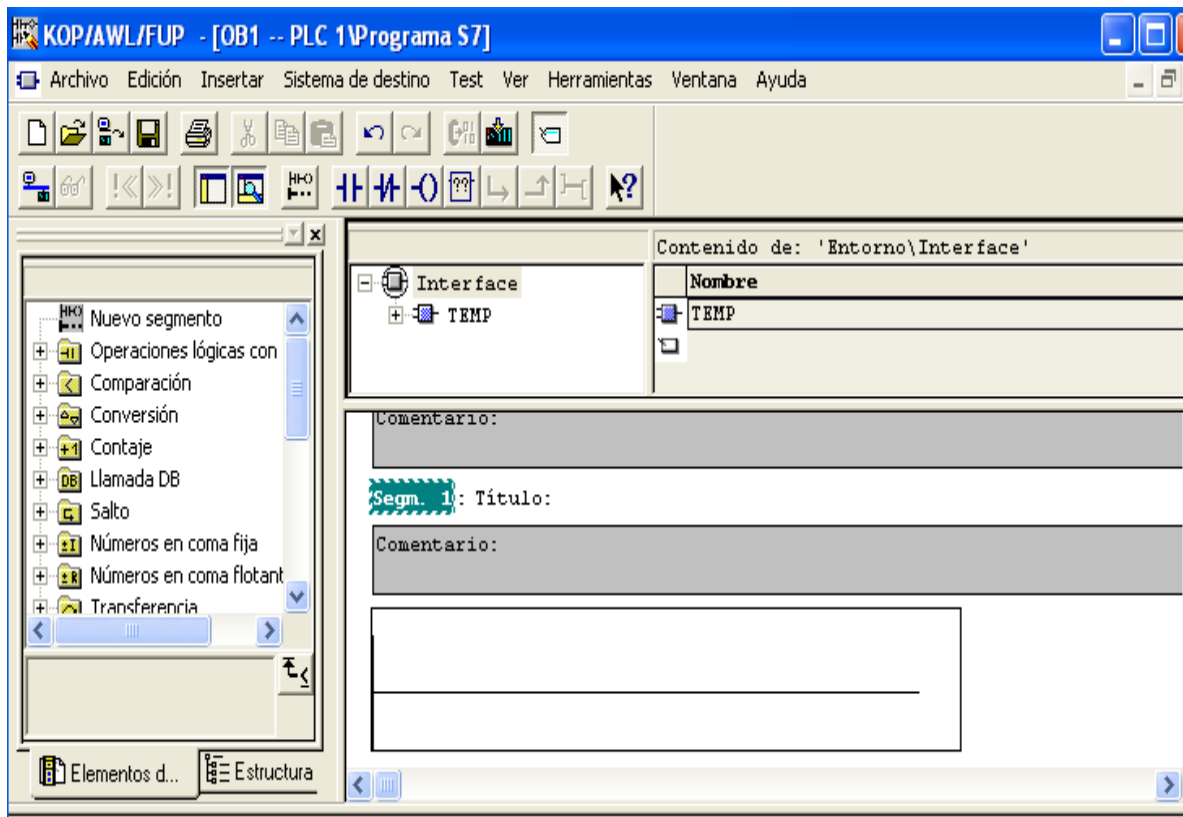 KOP/AWL/FUP - [OB1 -- PLC 1\Programa S7]
Archivo Edición Insertar Sistema de destino Test Ver Herramientas Ventana Ayuda
Contenido de: 'Entorno\Interface'
Interface
Nombre
TEMP
TEMP
Nuevo segmento
Operaciones lógicas con
Comparación
Conversión
Contaje
DB Llamada DB
Salto
Números en coma fija
Números en coma flotant
Transferencia
Comentario:
Segm. 1: Título:
Comentario:
Elementos d...
Estructura